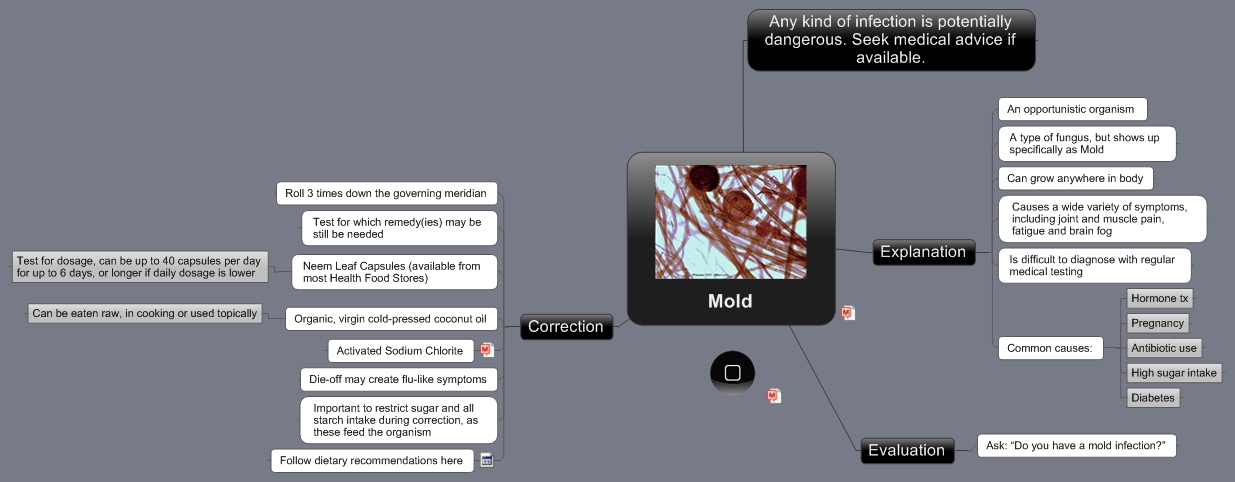 Any kind of infection is potentially
dangerous. Seek medical advice if
available.
Mold
Explanation
An opportunistic organism
A type of fungus, but shows up
specifically as Mold
Can grow anywhere in body
Causes a wide variety of symptoms,
including joint and muscle pain,
fatigue and brain fog
Is difficult to diagnose with regular
medical testing
Common causes:
Hormone tx
Pregnancy
Antibiotic use
High sugar intake
Diabetes
Evaluation
Ask: “Do you have a mold infection?”
Correction
Roll 3 times down the governing meridian
Test for which remedy(ies) may be
still be needed
Neem Leaf Capsules (available from
most Health Food Stores)
Test for dosage, can be up to 40 capsules per day
for up to 6 days, or longer if daily dosage is lower
Organic, virgin cold-pressed coconut oil
Can be eaten raw, in cooking or used topically
Activated Sodium Chlorite
Die-off may create flu-like symptoms
Important to restrict sugar and all
starch intake during correction, as
these feed the organism
Follow dietary recommendations here